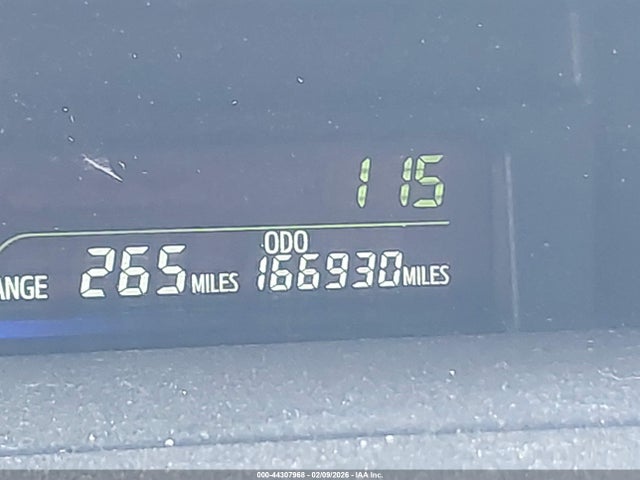 1 15
ODO
ANGE 265 MILES 166930 MILES
000-44307968 - 02/09/2026 - © IAA Inc.